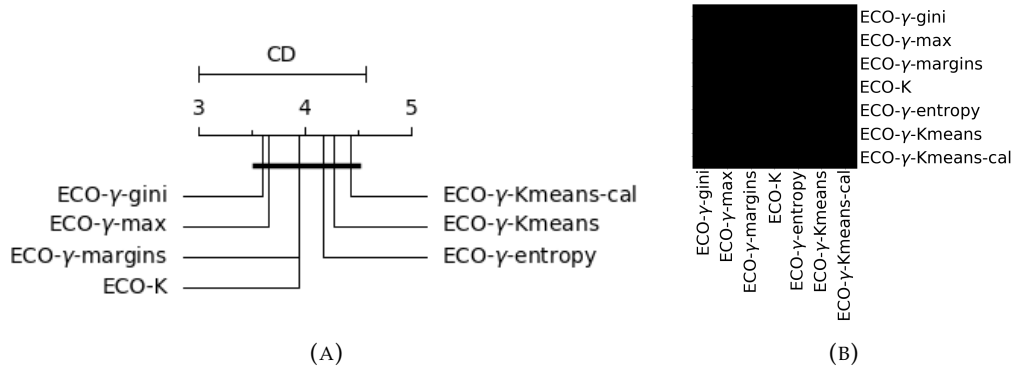 CD
3 4 5
ECO-γ-gini
ECO-γ-max
ECO-γ-margins
ECO-K
ECO-γ-Kmeans-cal
ECO-γ-Kmeans
ECO-γ-entropy
(A)
ECO-γ-gini
ECO-γ-max
ECO-γ-margins
ECO-K
ECO-γ-entropy
ECO-γ-Kmeans
ECO-γ-Kmeans-cal
ECO-γ-gini
ECO-γ-max
ECO-γ-margins
ECO-K
ECO-γ-entropy
ECO-γ-Kmeans
ECO-γ-Kmeans-cal
(B)